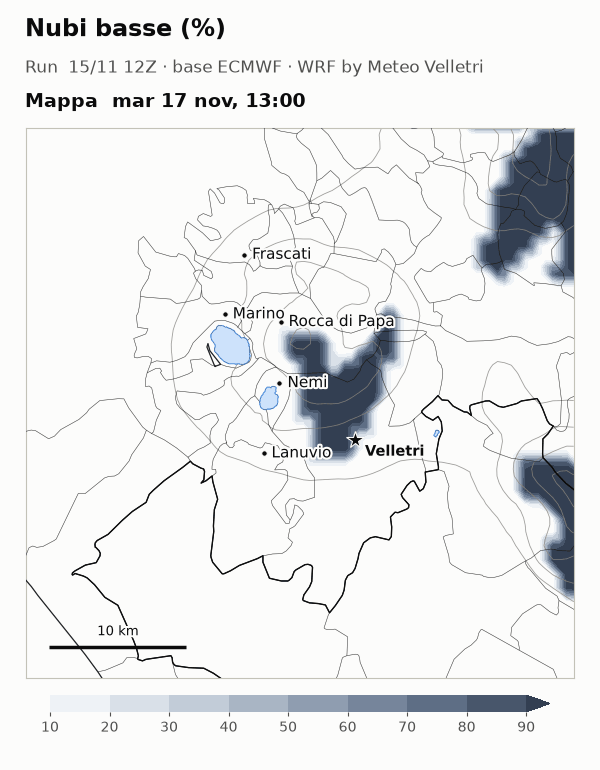 Nubi basse (%)
Run  15/11 12Z · base ECMWF · WRF by Meteo Velletri
Mappa  mar 17 nov, 13:00
Frascati
Marino
Rocca di Papa
Nemi
Velletri
Lanuvio
10 km
10 20 30 40 50 60 70 80 90